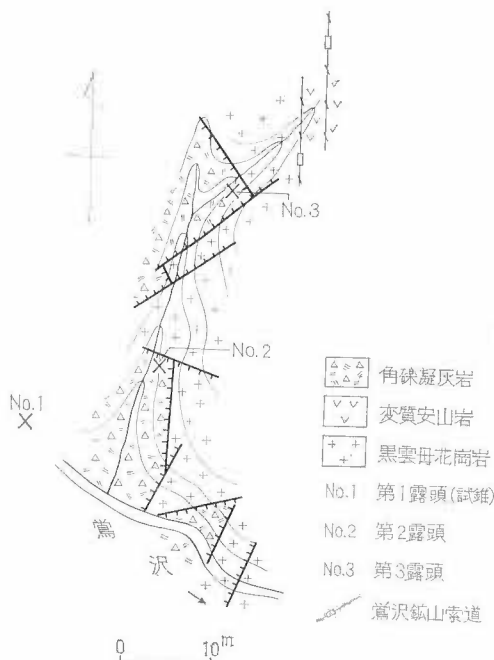 No.3
No.2
No.1
鶯沢
0 10m
角礫凝灰岩
変質安山岩
黒雲母花崗岩
No.1 第1露頭(試錐)
No.2 第2露頭
No.3 第3露頭
鶯沢鉱山索道